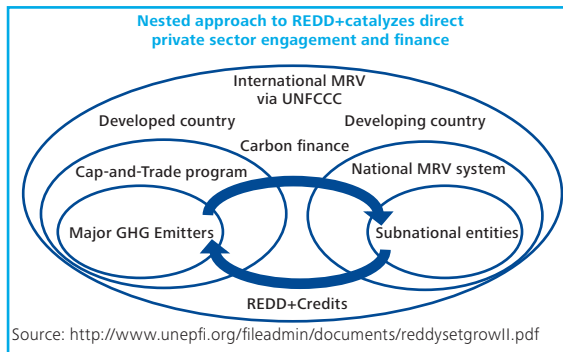 Nested approach to REDD+catalyzes direct
private sector engagement and finance
International MRV
via UNFCCC
Developed country
Developing country
Carbon finance
Cap-and-Trade program
National MRV system
Major GHG Emitters
Subnational entities
REDD+Credits
Source: http://www.unepfi.org/fileadmin/documents/reddysetgrowII.pdf